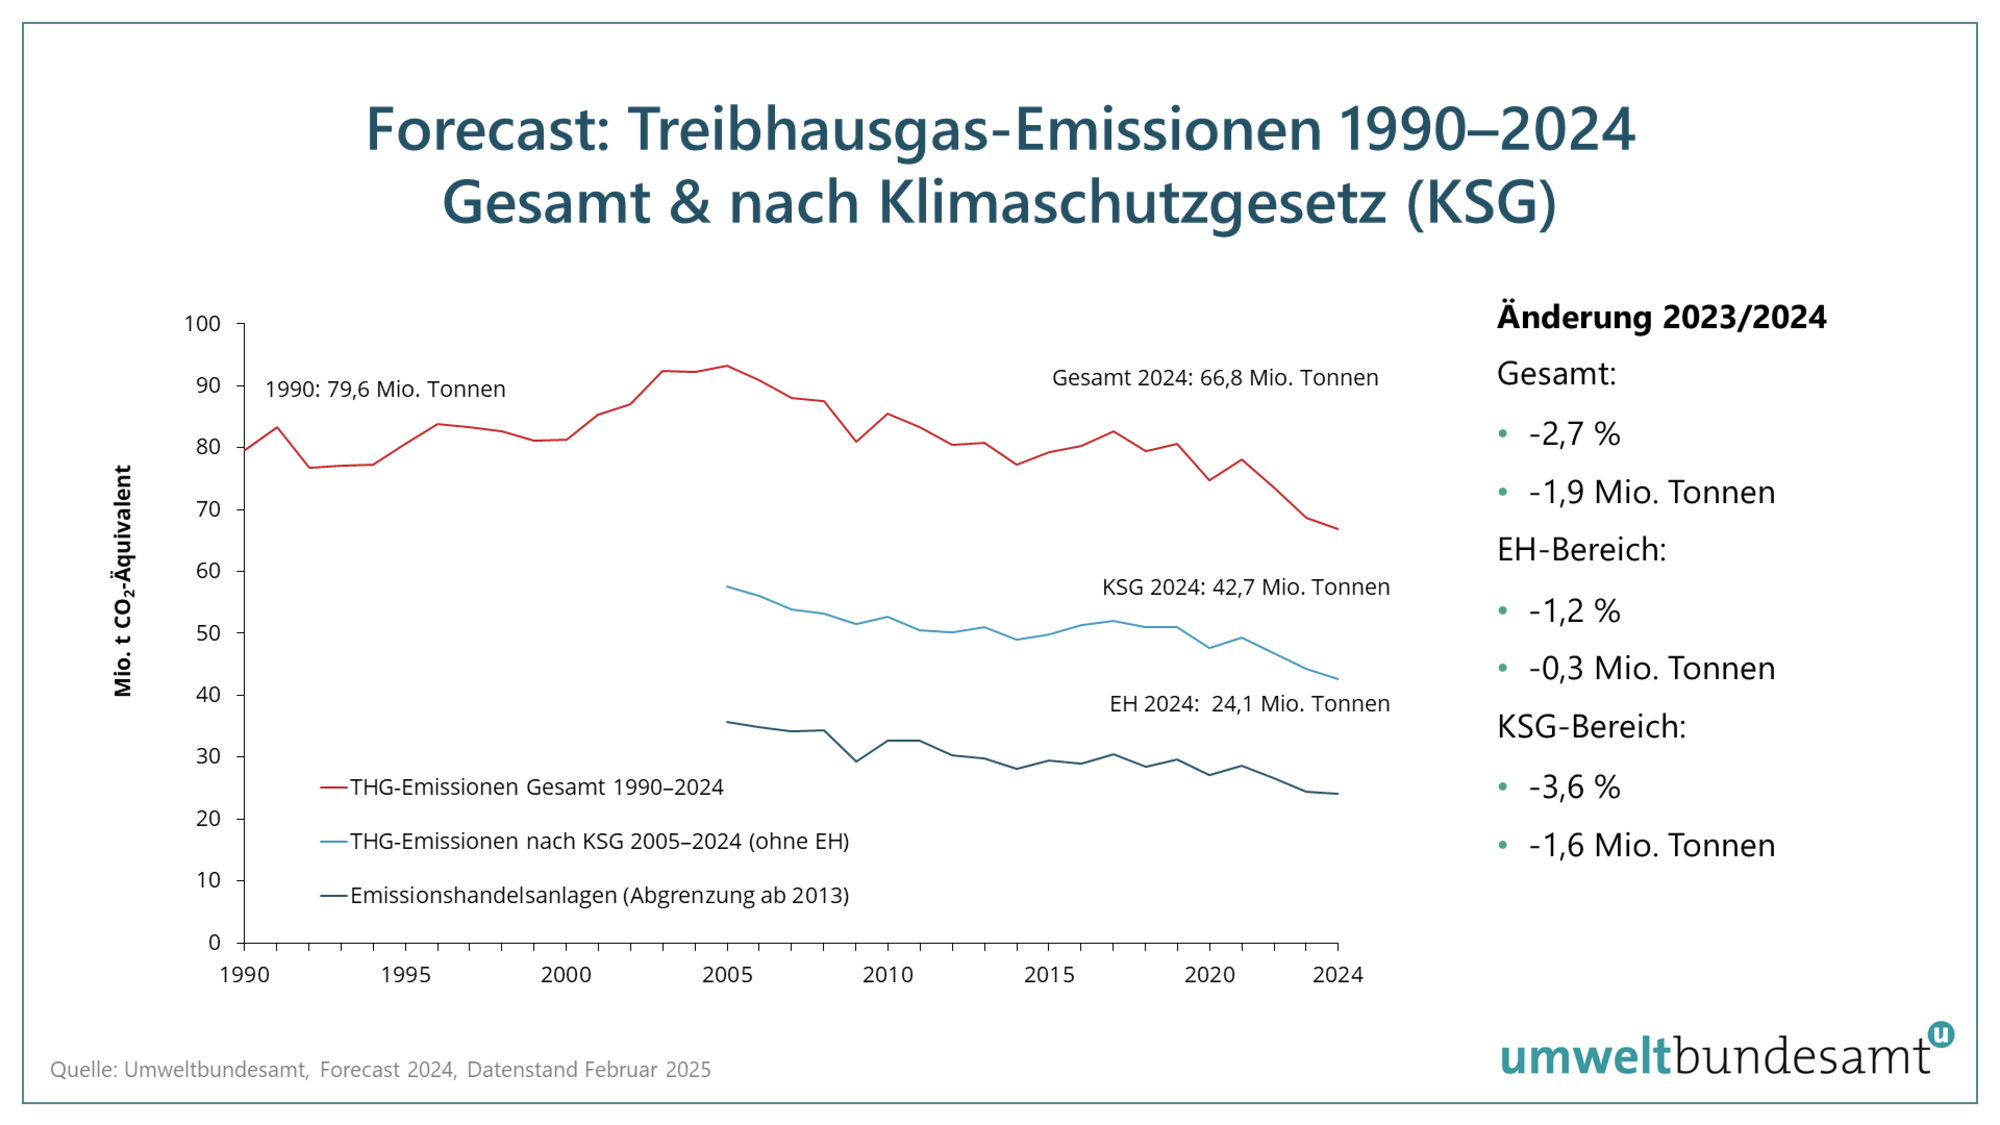 Forecast: Treibhausgas-Emissionen 1990–2024
Gesamt & nach Klimaschutzgesetz (KSG)
Mio. t CO₂-Äquivalent
100
90
80
70
60
50
40
30
20
10
0
1990
1995
2000
2005
2010
2015
2020
2024
1990: 79,6 Mio. Tonnen
Gesamt 2024: 66,8 Mio. Tonnen
KSG 2024: 42,7 Mio. Tonnen
EH 2024: 24,1 Mio. Tonnen
THG-Emissionen Gesamt 1990–2024
THG-Emissionen nach KSG 2005–2024 (ohne EH)
Emissionshandelsanlagen (Abgrenzung ab 2013)
Änderung 2023/2024
Gesamt:
• -2,7 %
• -1,9 Mio. Tonnen
EH-Bereich:
• -1,2 %
• -0,3 Mio. Tonnen
KSG-Bereich:
• -3,6 %
• -1,6 Mio. Tonnen
Quelle: Umweltbundesamt, Forecast 2024, Datenstand Februar 2025
umweltbundesamt u